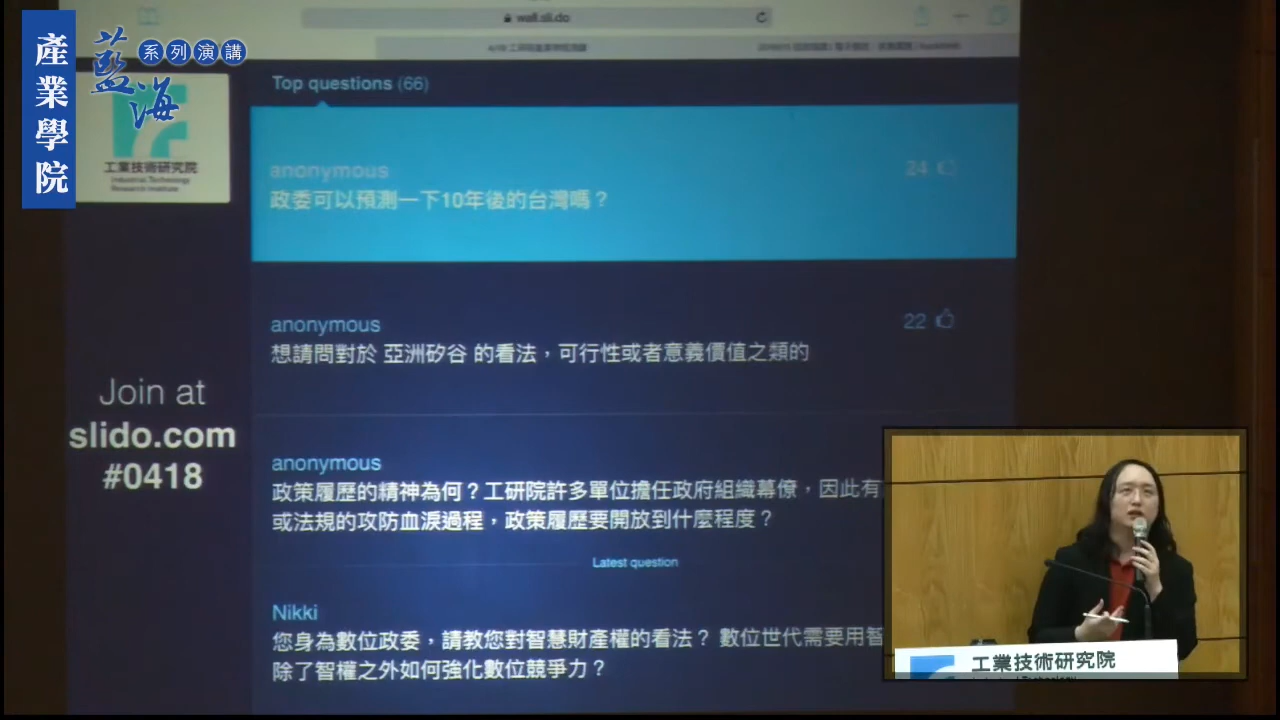 產業學院
藍海
系列演講
wall.sli.do
Top questions (66)
工業技術研究院
Industrial Technology
Research Institute
anonymous
24
政委可以預測一下10年後的台灣嗎？
anonymous
22
想請問對於 亞洲矽谷 的看法，可行性或者意義價值之類的
Join at
slido.com
#0418
anonymous
政策履歷的精神為何？工研院許多單位擔任政府組織幕僚，因此有
或法規的攻防血淚過程，政策履歷要開放到什麼程度？
Latest question
Nikki
您身為數位政委，請教您對智慧財產權的看法？ 數位世代需要用智
除了智權之外如何強化數位競爭力？
工業技術研究院